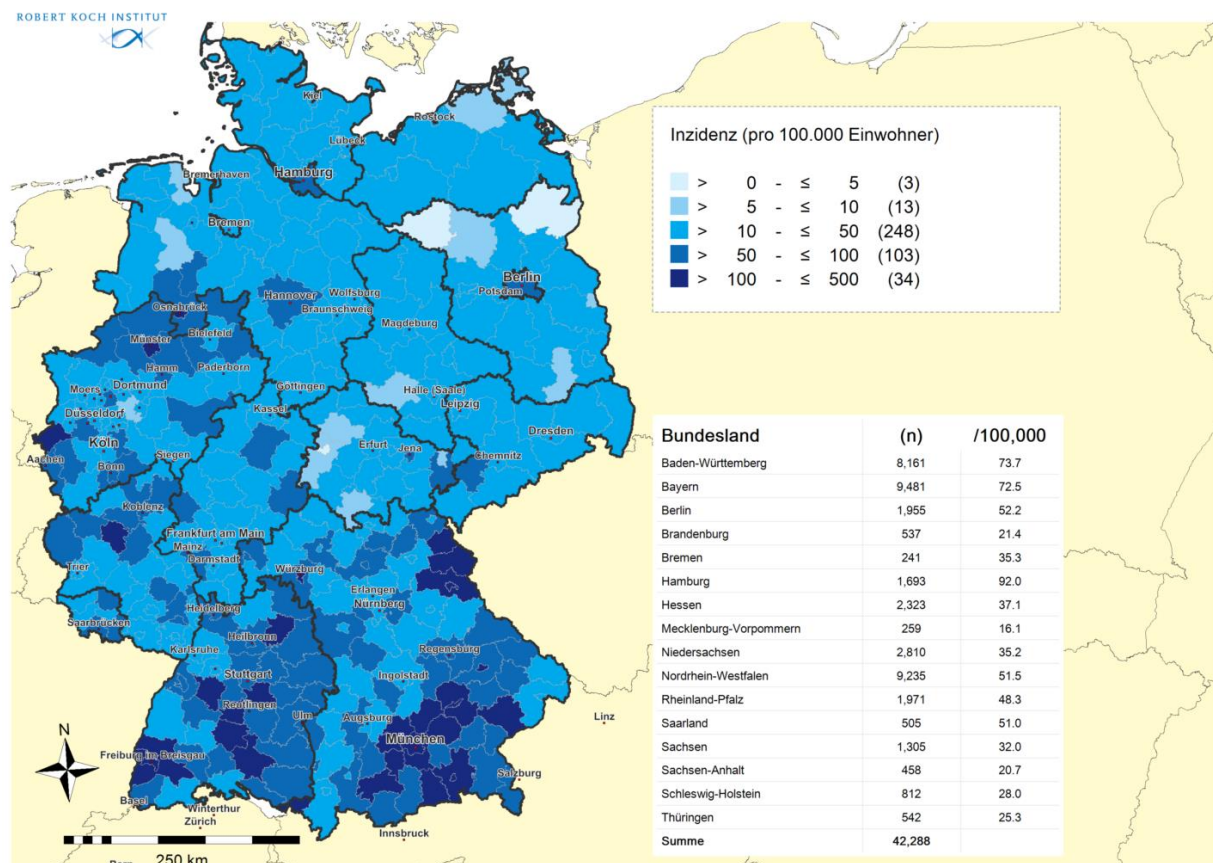 ROBERT KOCH INSTITUT
Kiel
Rostock
Lübeck
Hamburg
Bremerhaven
Bremen
Berlin
Potsdam
Hannover
Wolfsburg
Braunschweig
Osnabrück
Magdeburg
Bielefeld
Münster
Hamm
Paderborn
Moers
Dortmund
Göttingen
Halle (Saale)
Leipzig
Düsseldorf
Kassel
Dresden
Köln
Erfurt
Jena
Chemnitz
Aachen
Bonn
Siegen
Koblenz
Frankfurt am Main
Mainz
Darmstadt
Trier
Würzburg
Erlangen
Nürnberg
Heidelberg
Saarbrücken
Heilbronn
Karlsruhe
Regensburg
Stuttgart
Ingolstadt
Reutlingen
Ulm
Augsburg
München
Linz
Freiburg im Breisgau
Salzburg
Basel
Winterthur
Zürich
Innsbruck
N
250 km
Inzidenz (pro 100.000 Einwohner)
> 0 - ≤ 5 (3)
> 5 - ≤ 10 (13)
> 10 - ≤ 50 (248)
> 50 - ≤ 100 (103)
> 100 - ≤ 500 (34)
Bundesland (n) /100,000
Baden-Württemberg 8,161 73.7
Bayern 9,481 72.5
Berlin 1,955 52.2
Brandenburg 537 21.4
Bremen 241 35.3
Hamburg 1,693 92.0
Hessen 2,323 37.1
Mecklenburg-Vorpommern 259 16.1
Niedersachsen 2,810 35.2
Nordrhein-Westfalen 9,235 51.5
Rheinland-Pfalz 1,971 48.3
Saarland 505 51.0
Sachsen 1,305 32.0
Sachsen-Anhalt 458 20.7
Schleswig-Holstein 812 28.0
Thüringen 542 25.3
Summe 42,288